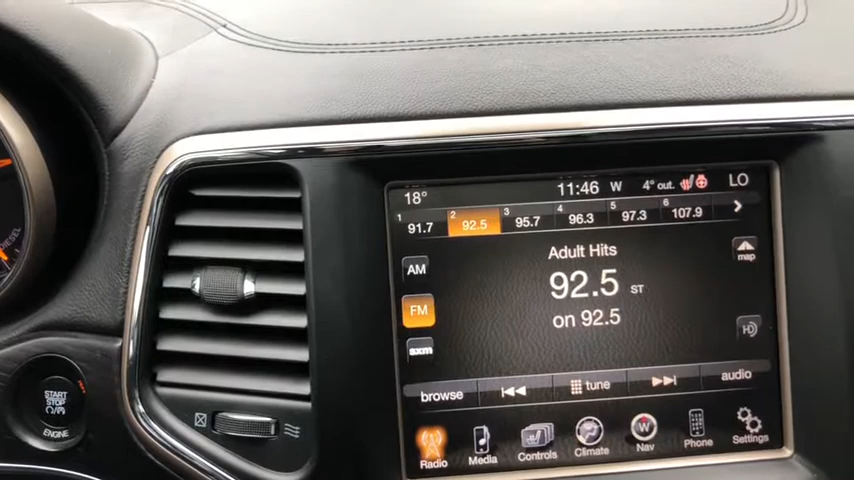 18° 11:46 W 4° out. LO
1 91.7 2 92.5 3 95.7 4 96.3 5 97.3 6 107.9
Adult Hits
92.5 ST
on 92.5
AM
FM
sxm
map
HD
browse tune audio
Radio Media Controls Climate Nav Phone Settings
DIESEL
START
STOP
ENGINE